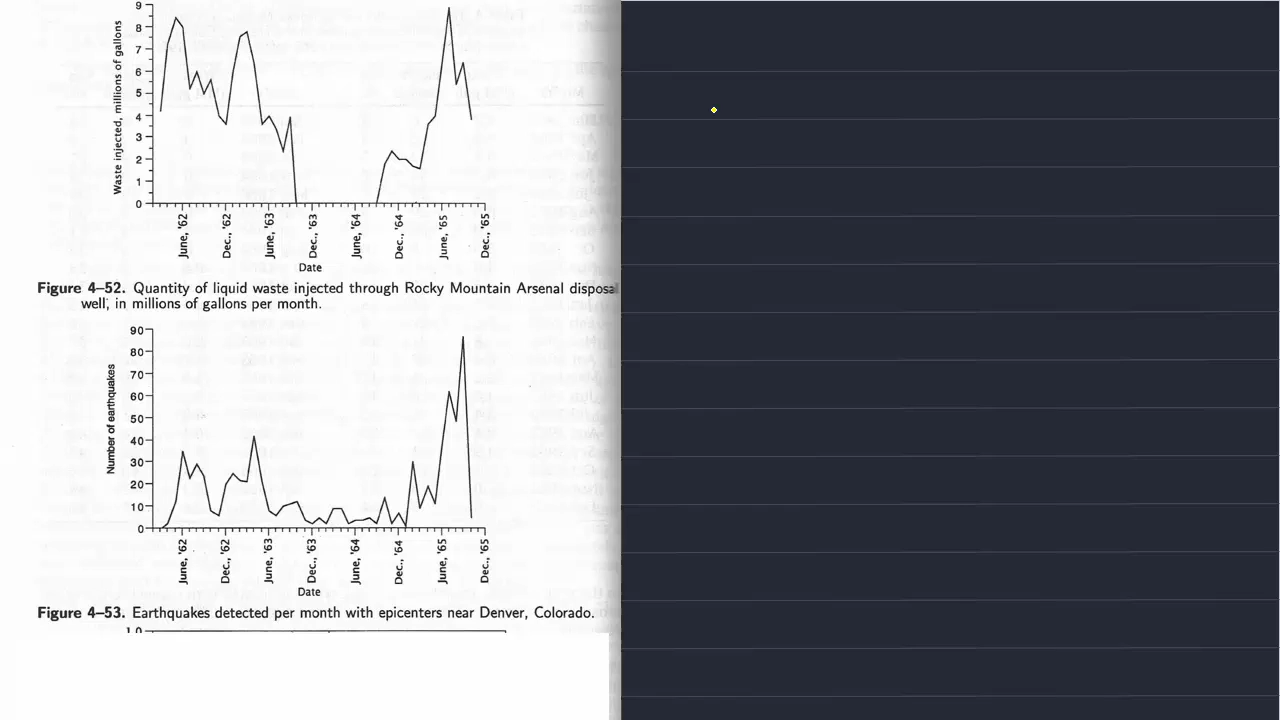 9
8
7
6
5
4
3
2
1
0
Waste injected, millions of gallons
June, '62
Dec., '62
June, '63
Dec., '63
June, '64
Dec., '64
June, '65
Dec., '65
Date
Figure 4–52. Quantity of liquid waste injected through Rocky Mountain Arsenal disposal
well, in millions of gallons per month.
90
80
70
60
50
40
30
20
10
0
Number of earthquakes
June, '62
Dec., '62
June, '63
Dec., '63
June, '64
Dec., '64
June, '65
Dec., '65
Date
Figure 4–53. Earthquakes detected per month with epicenters near Denver, Colorado.
1.0